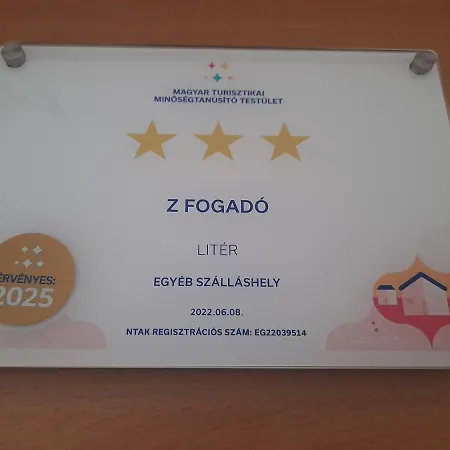 MAGYAR TURISZTIKAI
MINŐSÉGTANÚSÍTÓ TESTÜLET
Z FOGADÓ
LITÉR
EGYÉB SZÁLLÁSHELY
2022.06.08.
NTAK REGISZTRÁCIÓS SZÁM: EG22039514
ÉRVÉNYES:
2025